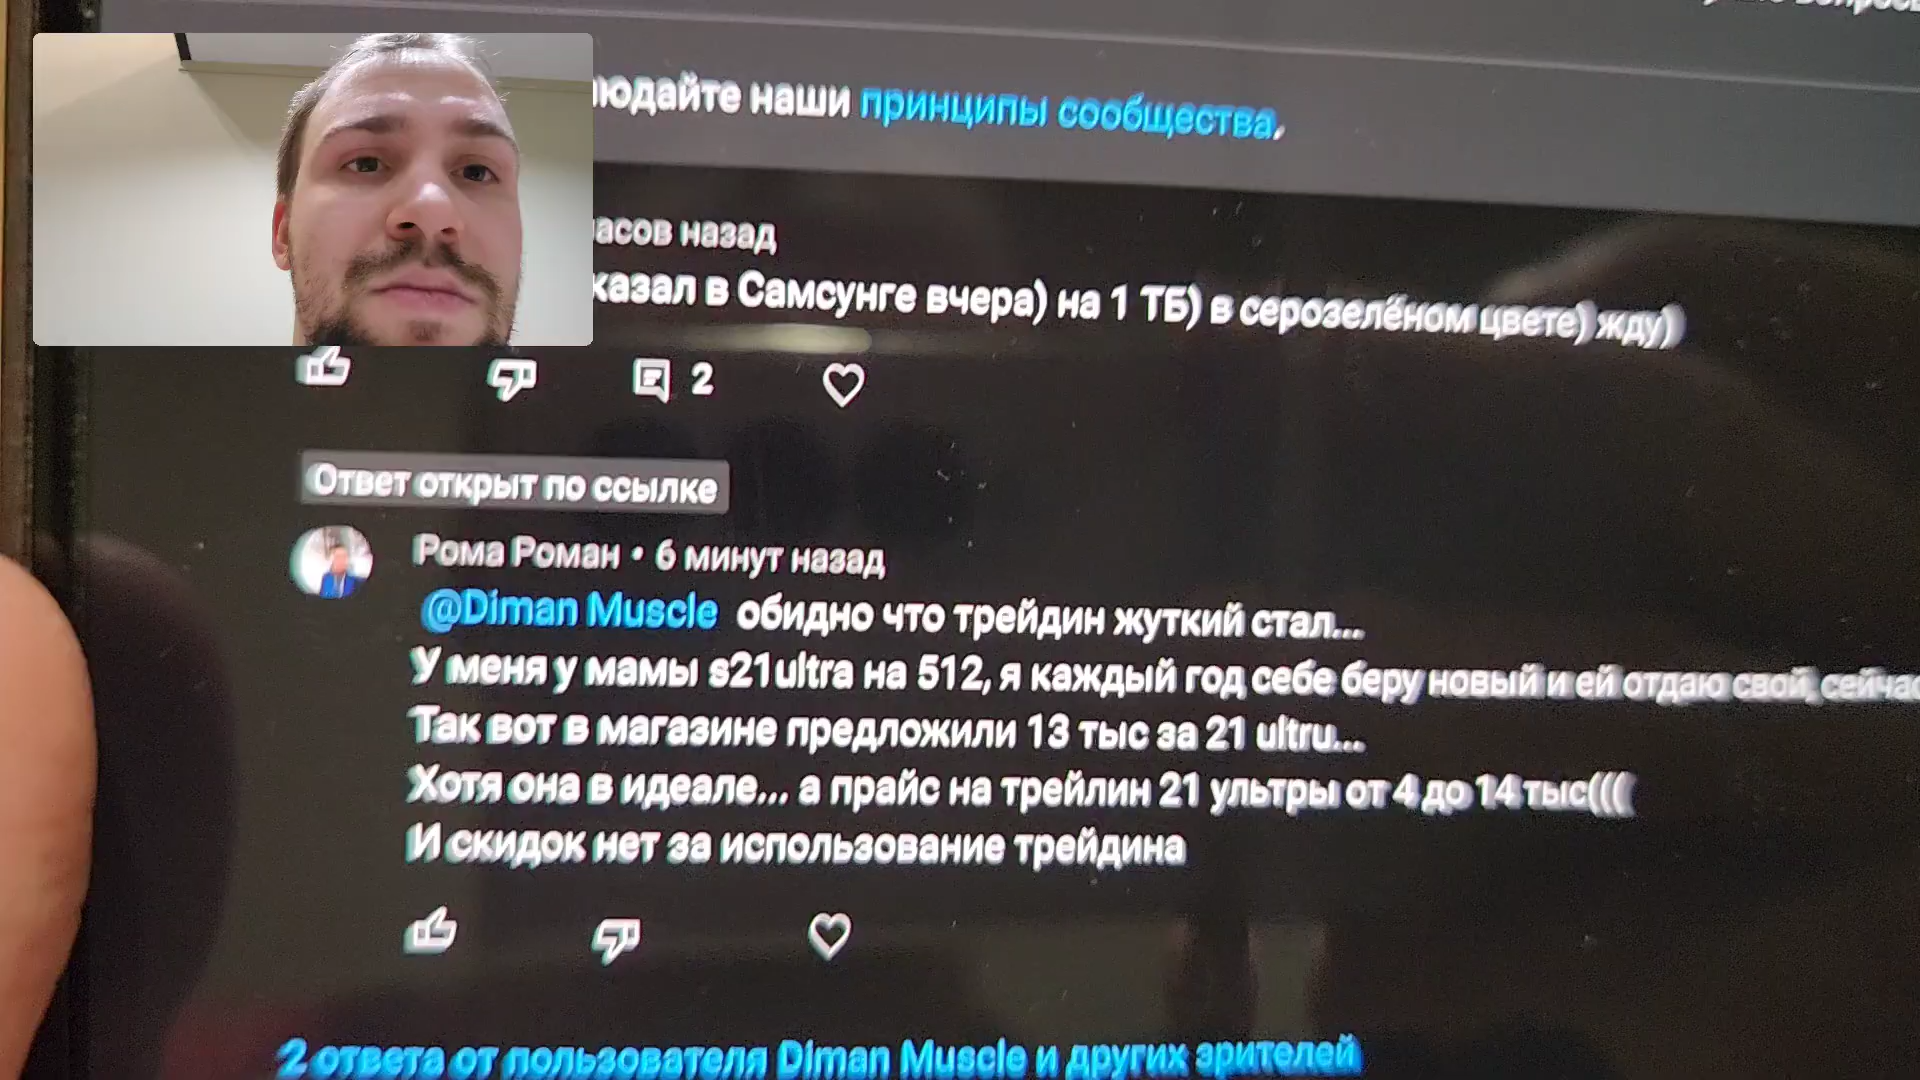 наши принципы сообщества.
назад
в Самсунге вчера) на 1 ТБ) в серозелёном цвете) жду)
2
Ответ открыт по ссылке
Рома Роман • 6 минут назад
@Diman Muscle обидно что трейдин жуткий стал...
У меня у мамы s21ultra на 512, я каждый год себе беру новый и ей отдаю свой,
Так вот в магазине предложили 13 тыс за 21 ultru...
Хотя она в идеале... а прайс на трейлин 21 ультры от 4 до 14 тыс(((
И скидок нет за использование трейдина
2 ответа от пользователя Diman Muscle и других зрителей